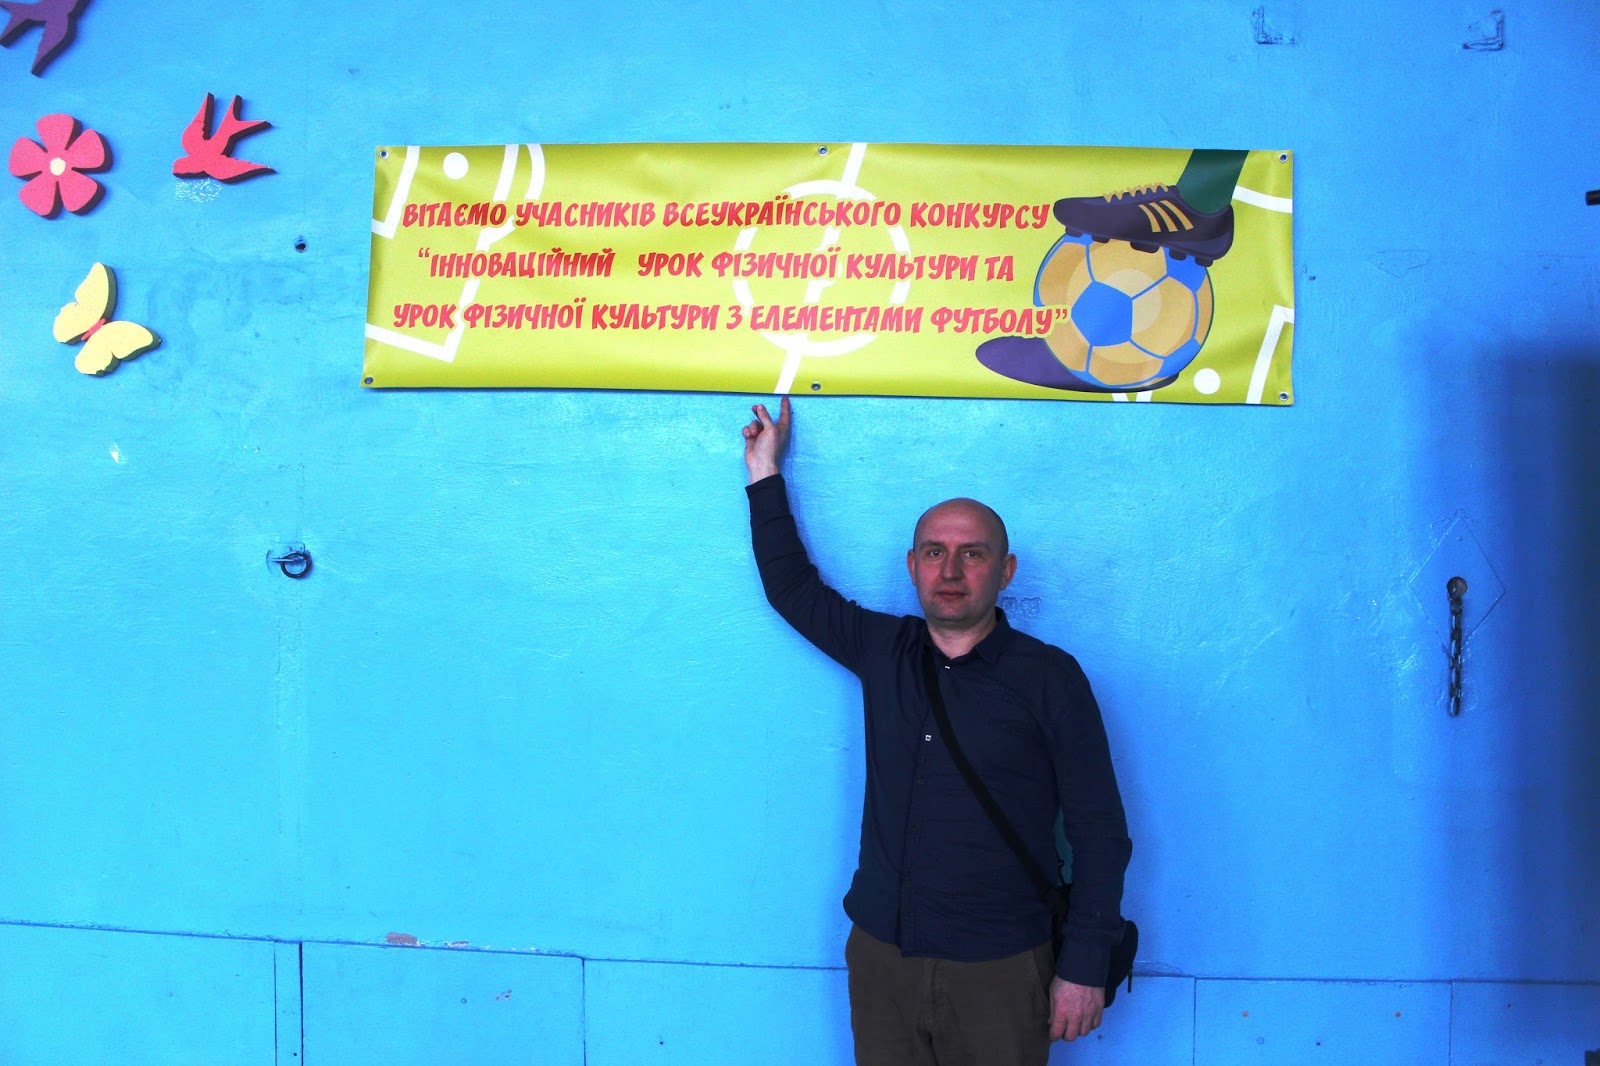 ВІТАЄМО УЧАСНИКІВ ВСЕУКРАЇНСЬКОГО КОНКУРСУ
“ІННОВАЦІЙНИЙ УРОК ФІЗИЧНОЇ КУЛЬТУРИ ТА
УРОК ФІЗИЧНОЇ КУЛЬТУРИ З ЕЛЕМЕНТАМИ ФУТБОЛУ”